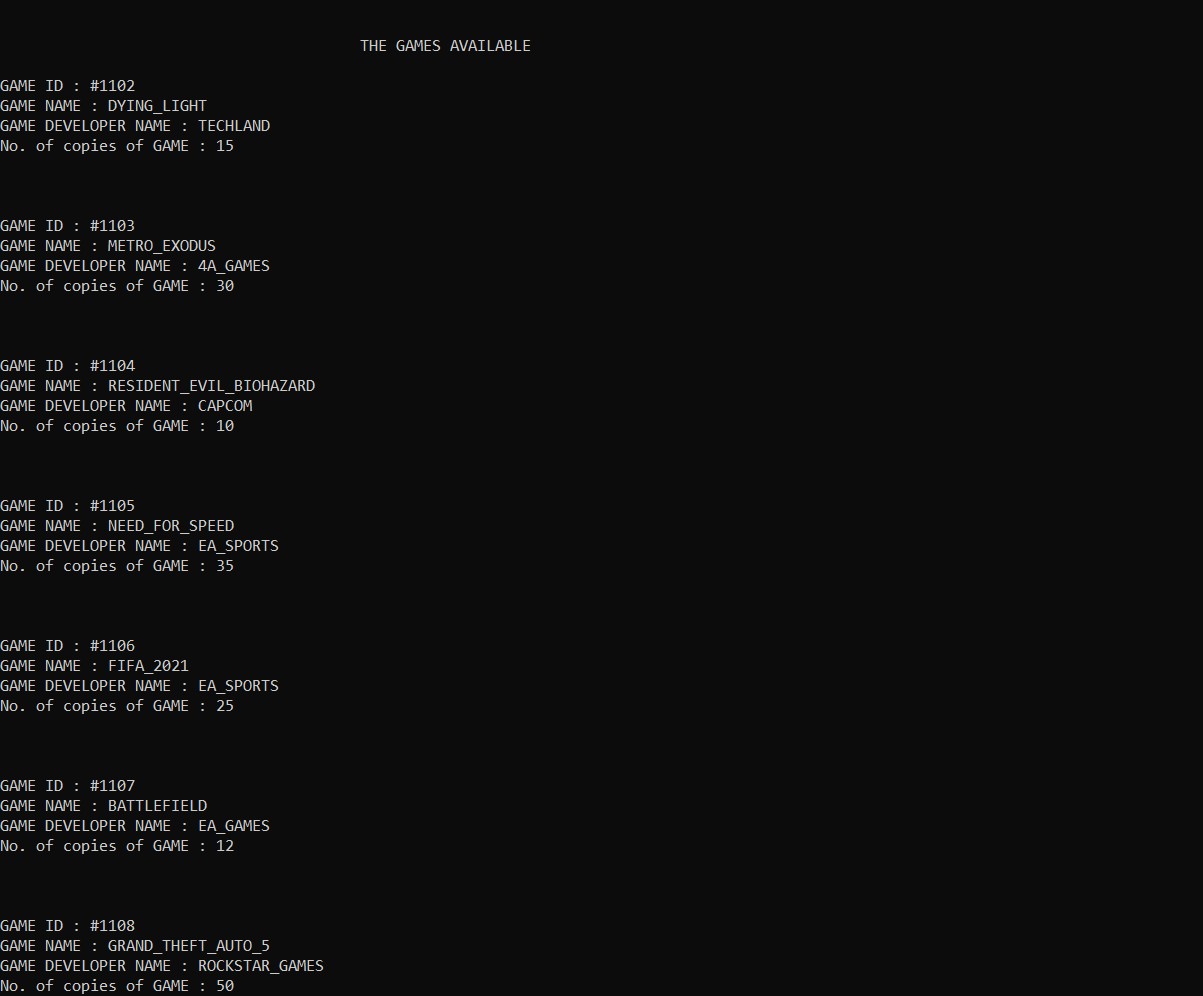 THE GAMES AVAILABLE
GAME ID : #1102
GAME NAME : DYING_LIGHT
GAME DEVELOPER NAME : TECHLAND
No. of copies of GAME : 15
GAME ID : #1103
GAME NAME : METRO_EXODUS
GAME DEVELOPER NAME : 4A_GAMES
No. of copies of GAME : 30
GAME ID : #1104
GAME NAME : RESIDENT_EVIL_BIOHAZARD
GAME DEVELOPER NAME : CAPCOM
No. of copies of GAME : 10
GAME ID : #1105
GAME NAME : NEED_FOR_SPEED
GAME DEVELOPER NAME : EA_SPORTS
No. of copies of GAME : 35
GAME ID : #1106
GAME NAME : FIFA_2021
GAME DEVELOPER NAME : EA_SPORTS
No. of copies of GAME : 25
GAME ID : #1107
GAME NAME : BATTLEFIELD
GAME DEVELOPER NAME : EA_GAMES
No. of copies of GAME : 12
GAME ID : #1108
GAME NAME : GRAND_THEFT_AUTO_5
GAME DEVELOPER NAME : ROCKSTAR_GAMES
No. of copies of GAME : 50